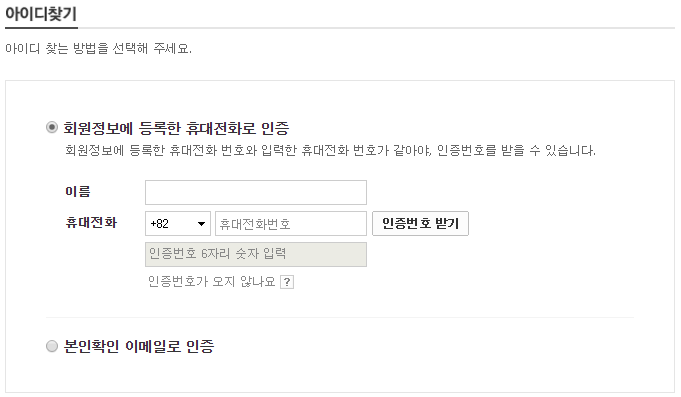 아이디찾기
아이디 찾는 방법을 선택해 주세요.
회원정보에 등록한 휴대전화로 인증
회원정보에 등록한 휴대전화 번호와 입력한 휴대전화 번호가 같아야, 인증번호를 받을 수 있습니다.
이름
휴대전화 +82 휴대전화번호 인증번호 받기
인증번호 6자리 숫자 입력
인증번호가 오지 않나요 ?
본인확인 이메일로 인증